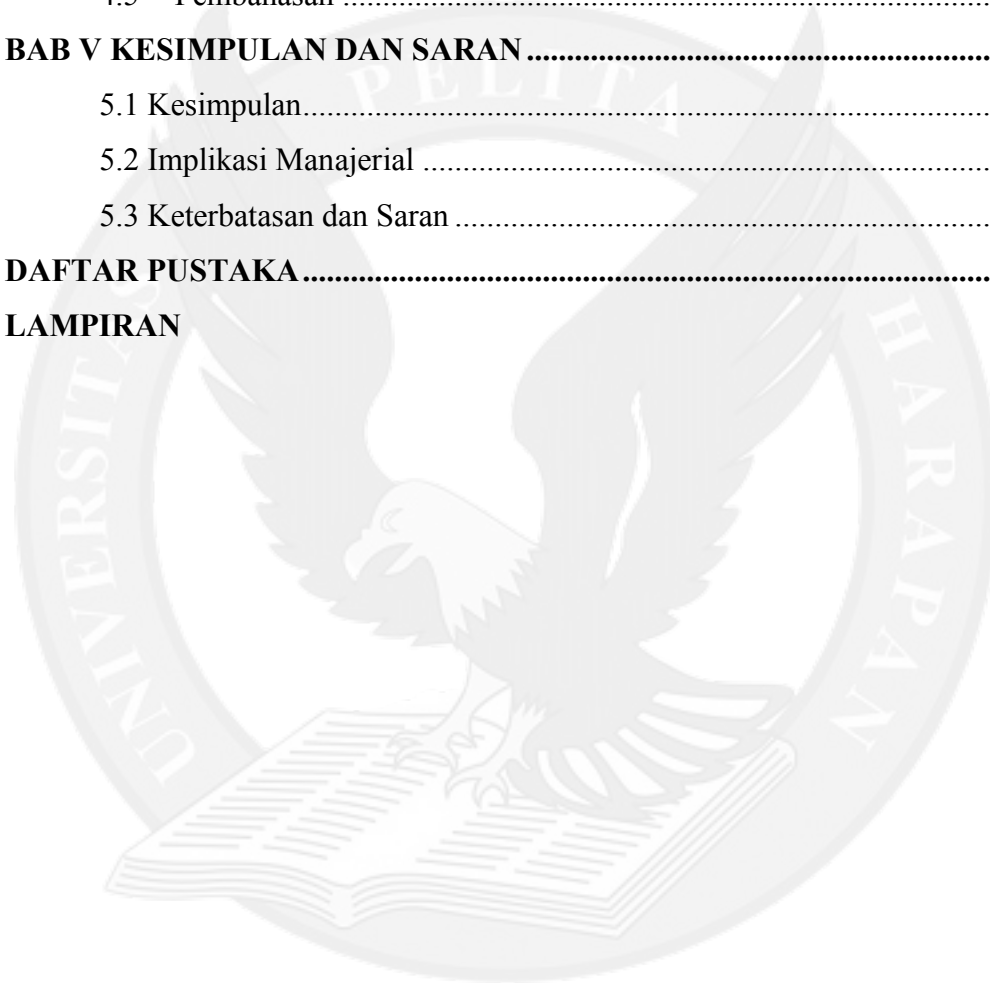 BAB V KESIMPULAN DAN SARAN ........................................................................
5.1 Kesimpulan........................................................................
5.2 Implikasi Manajerial ........................................................................
5.3 Keterbatasan dan Saran ........................................................................
DAFTAR PUSTAKA........................................................................
LAMPIRAN
UNIVERSITAS PELITA HARAPAN